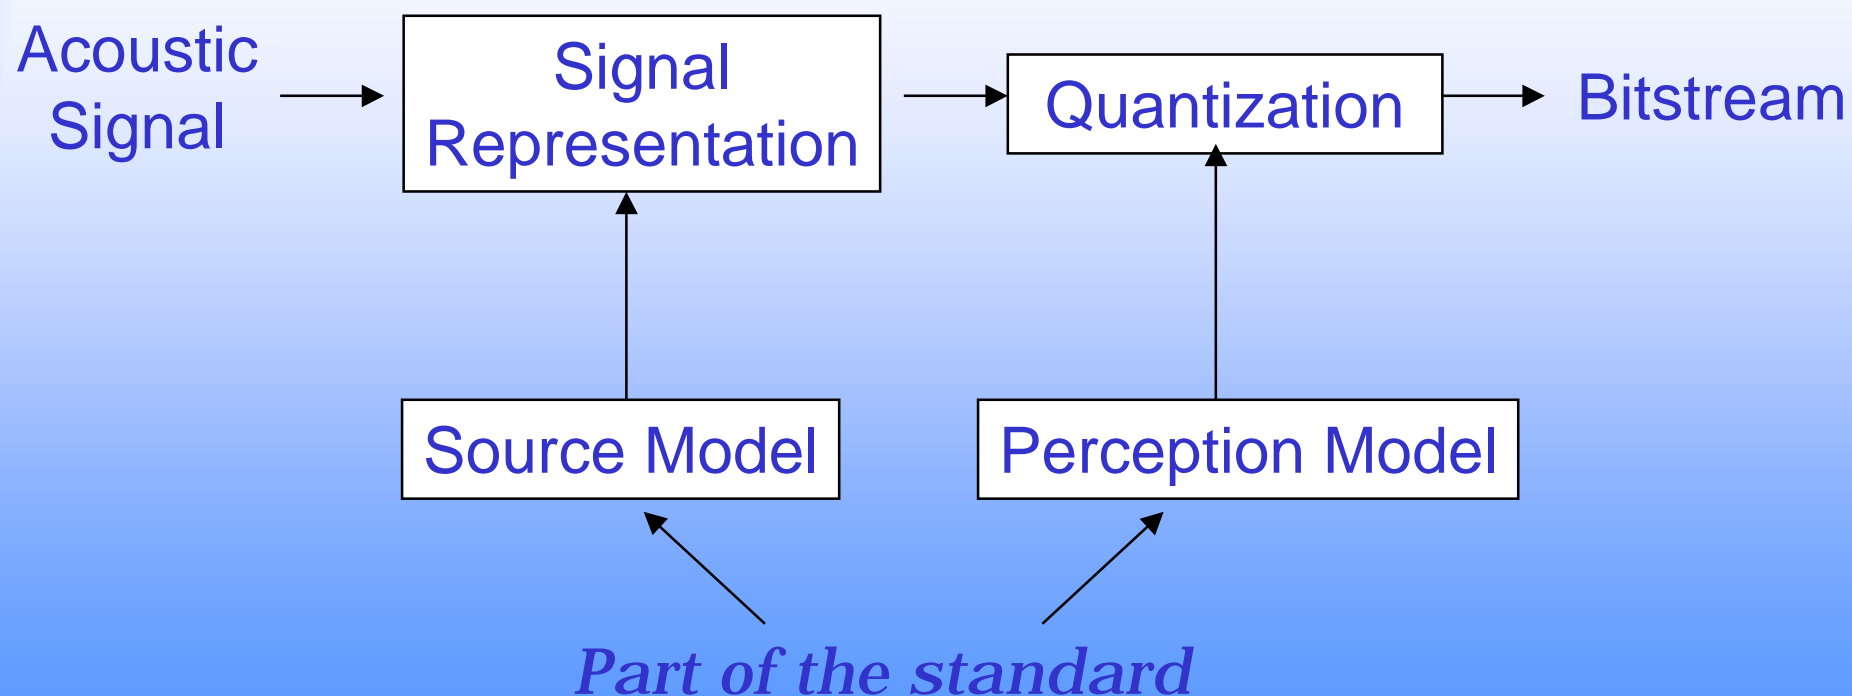 Acoustic
Signal
Signal
Representation
Quantization
Bitstream
Source Model
Perception Model
Part of the standard